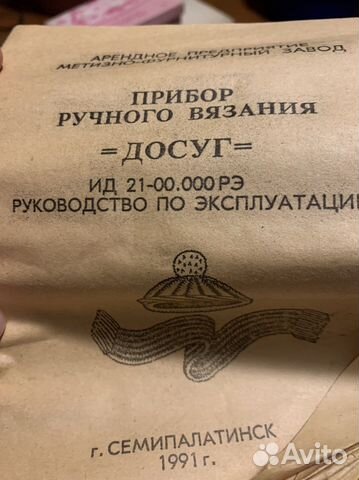 АРЕНДНОЕ ПРЕДПРИЯТИЕ
МЕТИЗНО-ФУРНИТУРНЫЙ ЗАВОД
ПРИБОР
РУЧНОГО ВЯЗАНИЯ
=ДОСУГ=
ИД 21-00.000 РЭ
РУКОВОДСТВО ПО ЭКСПЛУАТАЦИ
г. СЕМИПАЛАТИНСК
1991 г.
Avito